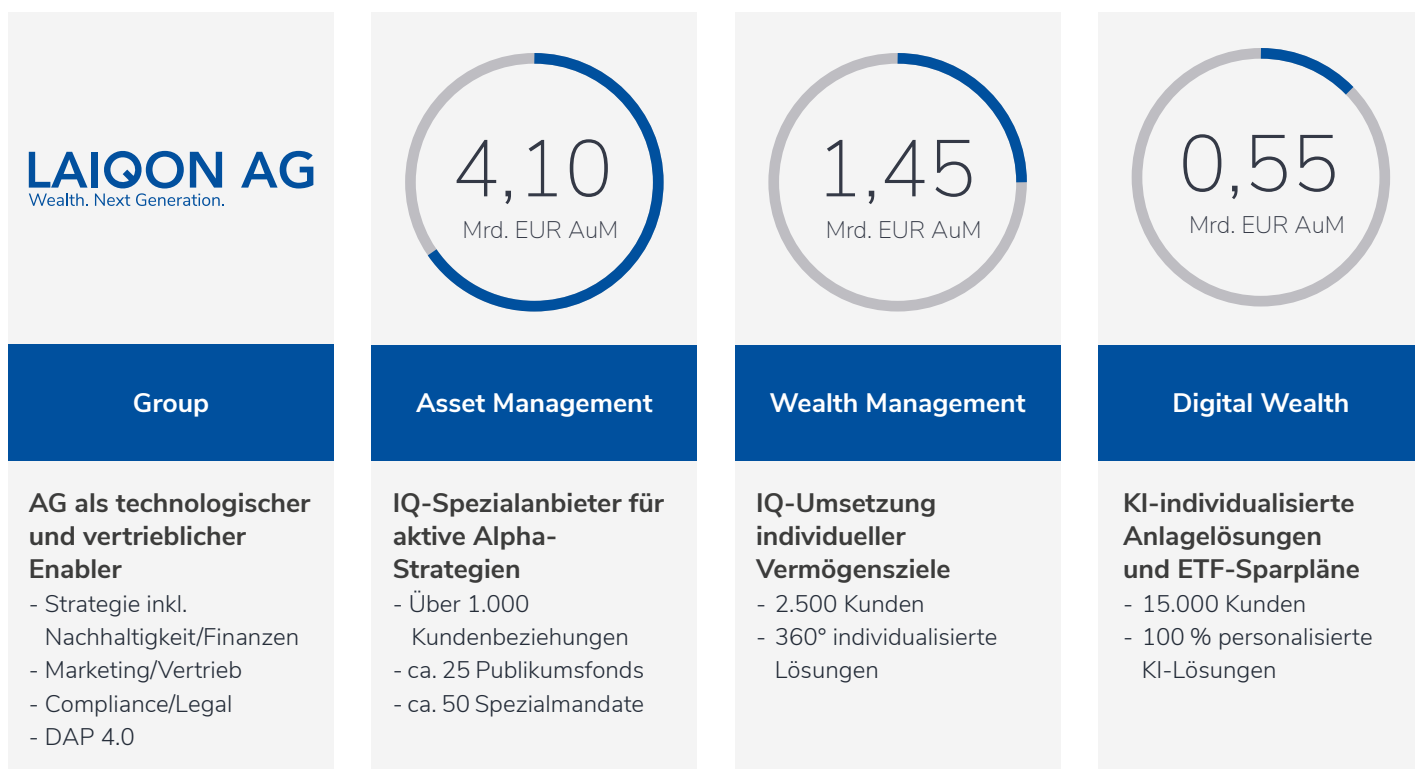 LAIQON AG
Wealth. Next Generation.
Group
AG als technologischer
und vertrieblicher
Enabler
- Strategie inkl.
Nachhaltigkeit/Finanzen
- Marketing/Vertrieb
- Compliance/Legal
- DAP 4.0
4,10
Mrd. EUR AuM
Asset Management
IQ-Spezialanbieter für
aktive Alpha-
Strategien
- Über 1.000
Kundenbeziehungen
- ca. 25 Publikumsfonds
- ca. 50 Spezialmandate
1,45
Mrd. EUR AuM
Wealth Management
IQ-Umsetzung
individueller
Vermögensziele
- 2.500 Kunden
- 360° individualisierte
Lösungen
0,55
Mrd. EUR AuM
Digital Wealth
KI-individualisierte
Anlagelösungen
und ETF-Sparpläne
- 15.000 Kunden
- 100 % personalisierte
KI-Lösungen